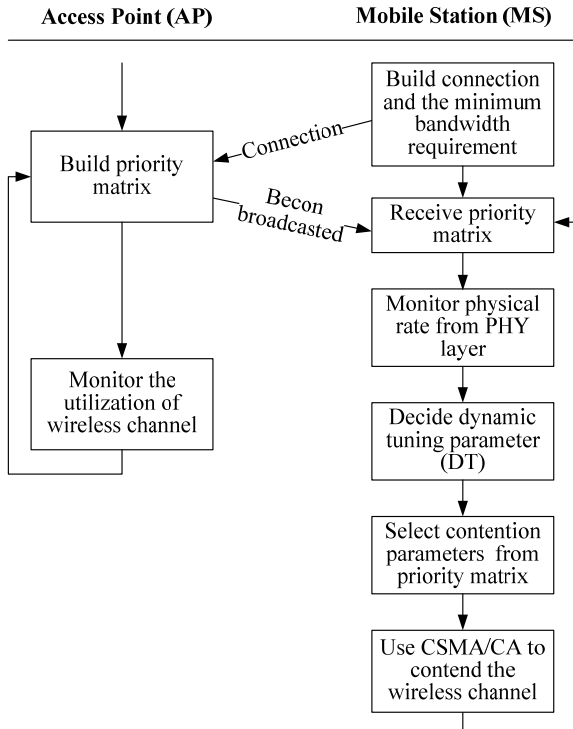 Access Point (AP)
Mobile Station (MS)
Build connection
and the minimum
bandwidth
requirement
Connection
Build priority
matrix
Becon
broadcasted
Receive priority
matrix
Monitor physical
rate from PHY
layer
Monitor the
utilization of
wireless channel
Decide dynamic
tuning parameter
(DT)
Select contention
parameters from
priority matrix
Use CSMA/CA to
contend the
wireless channel